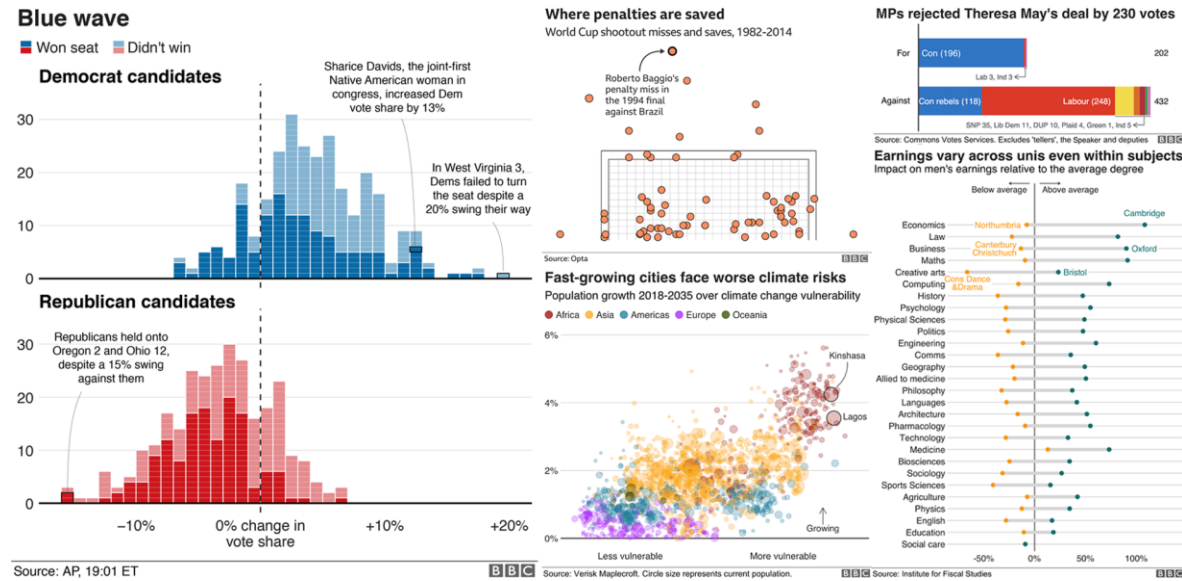 Blue wave
Won seat
Didn't win
Democrat candidates
Sharice Davids, the joint-first
Native American woman in
congress, increased Dem
vote share by 13%
In West Virginia 3,
Dems failed to turn
the seat despite a
20% swing their way
30
20
10
0
Republican candidates
Republicans held onto
Oregon 2 and Ohio 12,
despite a 15% swing
against them
30
20
10
0
−10%
0% change in
vote share
+10%
+20%
Source: AP, 19:01 ET
BBC
Where penalties are saved
World Cup shootout misses and saves, 1982-2014
Roberto Baggio's
penalty miss in
the 1994 final
against Brazil
Source: Opta
BBC
Fast-growing cities face worse climate risks
Population growth 2018-2035 over climate change vulnerability
Africa
Asia
Americas
Europe
Oceania
6%
4%
2%
0%
Kinshasa
Lagos
Growing
Less vulnerable
More vulnerable
Source: Verisk Maplecroft. Circle size represents current population.
BBC
MPs rejected Theresa May's deal by 230 votes
For
Con (196)
202
Lab 3, Ind 3
Against
Con rebels (118)
Labour (248)
432
SNP 35, Lib Dem 11, DUP 10, Plaid 4, Green 1, Ind 5
Source: Commons Votes Services. Excludes 'tellers', the Speaker and deputies
BBC
Earnings vary across unis even within subjects
Impact on men's earnings relative to the average degree
Below average
Above average
Cambridge
Economics
Northumbria
Law
Business
Canterbury
Christchuch
Oxford
Maths
Creative arts
Bristol
Cons Dance
&Drama
Computing
History
Psychology
Physical Sciences
Politics
Engineering
Comms
Geography
Allied to medicine
Philosophy
Languages
Architecture
Pharmacology
Technology
Medicine
Biosciences
Sociology
Sports Sciences
Agriculture
Physics
English
Education
Social care
-50%
0%
50%
100%
Source: Institute for Fiscal Studies
BBC